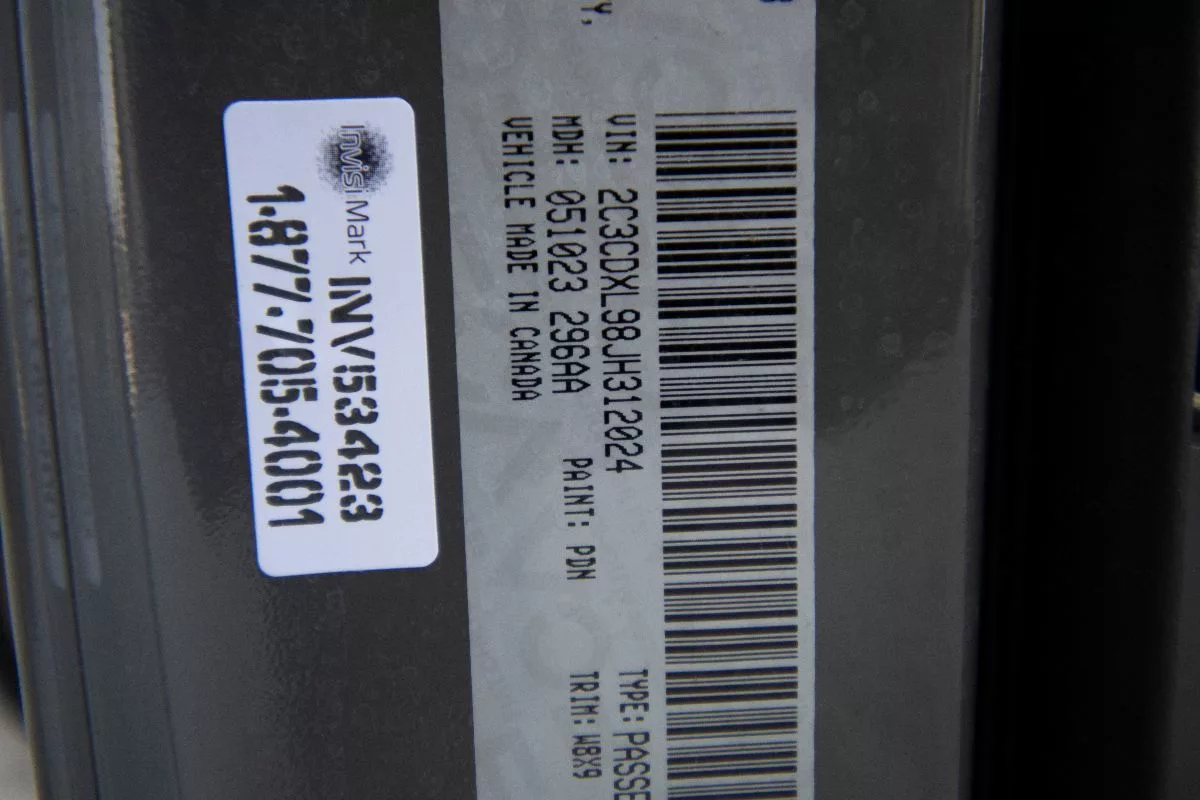 VIN: 2C3CDXL98JH312024
TYPE: PASSE
MDH: 051023 296AA
PAINT: PDN
TRIM: W8X9
VEHICLE MADE IN CANADA
InvisiMark
INV534423
1-877-705-4001